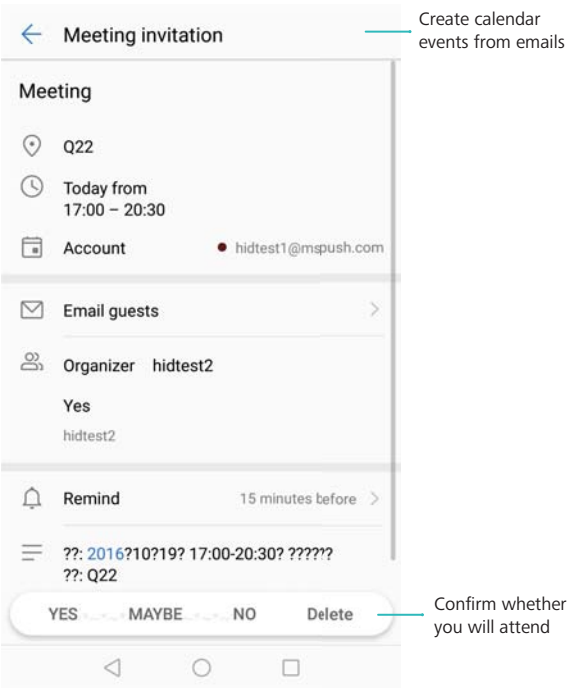 Meeting invitation
Create calendar
events from emails
Meeting
Q22
Today from
17:00 – 20:30
Account hidtest1@mspush.com
Email guests
Organizer hidtest2
Yes
hidtest2
Remind 15 minutes before
??: 2016?10?19? 17:00-20:30? ?????
??: Q22
YES MAYBE NO Delete
Confirm whether
you will attend